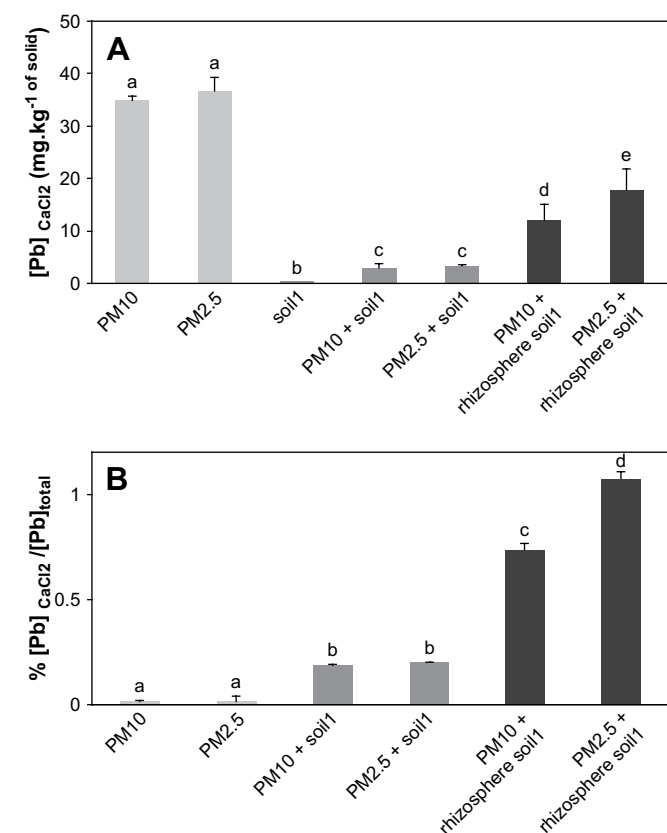 A
[Pb] CaCl2 (mg.kg-1 of solid)
50
40
30
20
10
0
a
a
b
c
c
d
e
PM10
PM2.5
soil1
PM10 + soil1
PM2.5 + soil1
PM10 +
rhizosphere soil1
PM2.5 +
rhizosphere soil1
B
% [Pb] CaCl2 /[Pb]total
1
0.5
0
a
a
b
b
c
d
PM10
PM2.5
PM10 + soil1
PM2.5 + soil1
PM10 +
rhizosphere soil1
PM2.5 +
rhizosphere soil1